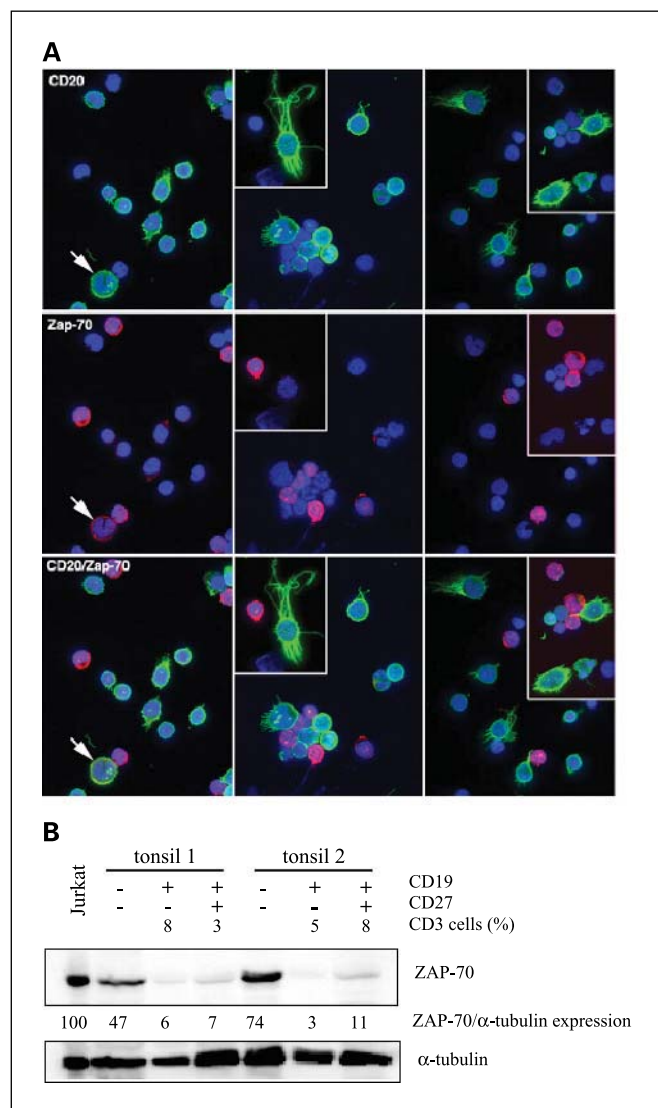 A
CD20
Zap-70
CD20/Zap-70
B
Jurkat
tonsil 1 tonsil 2
- + + - + + CD19
- - + - - + CD27
8 3 5 8 CD3 cells (%)
ZAP-70
100 47 6 7 74 3 11 ZAP-70/α-tubulin expression
α-tubulin